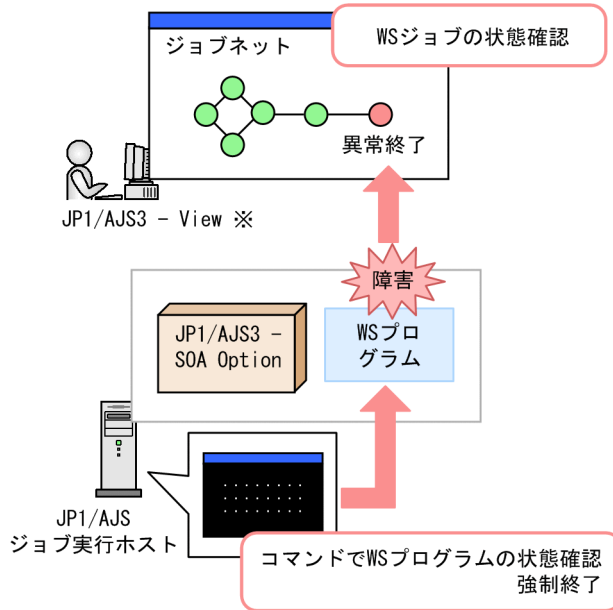 WSジョブの状態確認
ジョブネット
異常終了
JP1/AJS3 - View ※
障害
JP1/AJS3 -
SOA Option
WSプロ
グラム
JP1/AJS
ジョブ実行ホスト
コマンドでWSプログラムの状態確認
強制終了